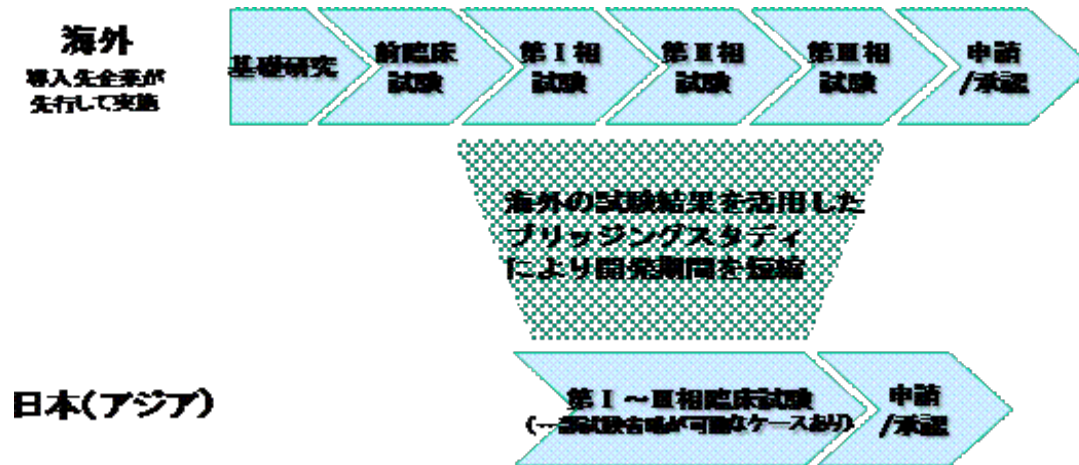 海外
導入先企業が
先行して実施
基礎研究
前臨床
試験
第Ⅰ相
試験
第Ⅱ相
試験
第Ⅲ相
試験
申請
/承認
海外の試験結果を活用した
ブリッジングスタディ
により開発期間を短縮
日本(アジア)
第Ⅰ～Ⅲ相臨床試験
(一部試験省略が可能なケースあり)
申請
/承認